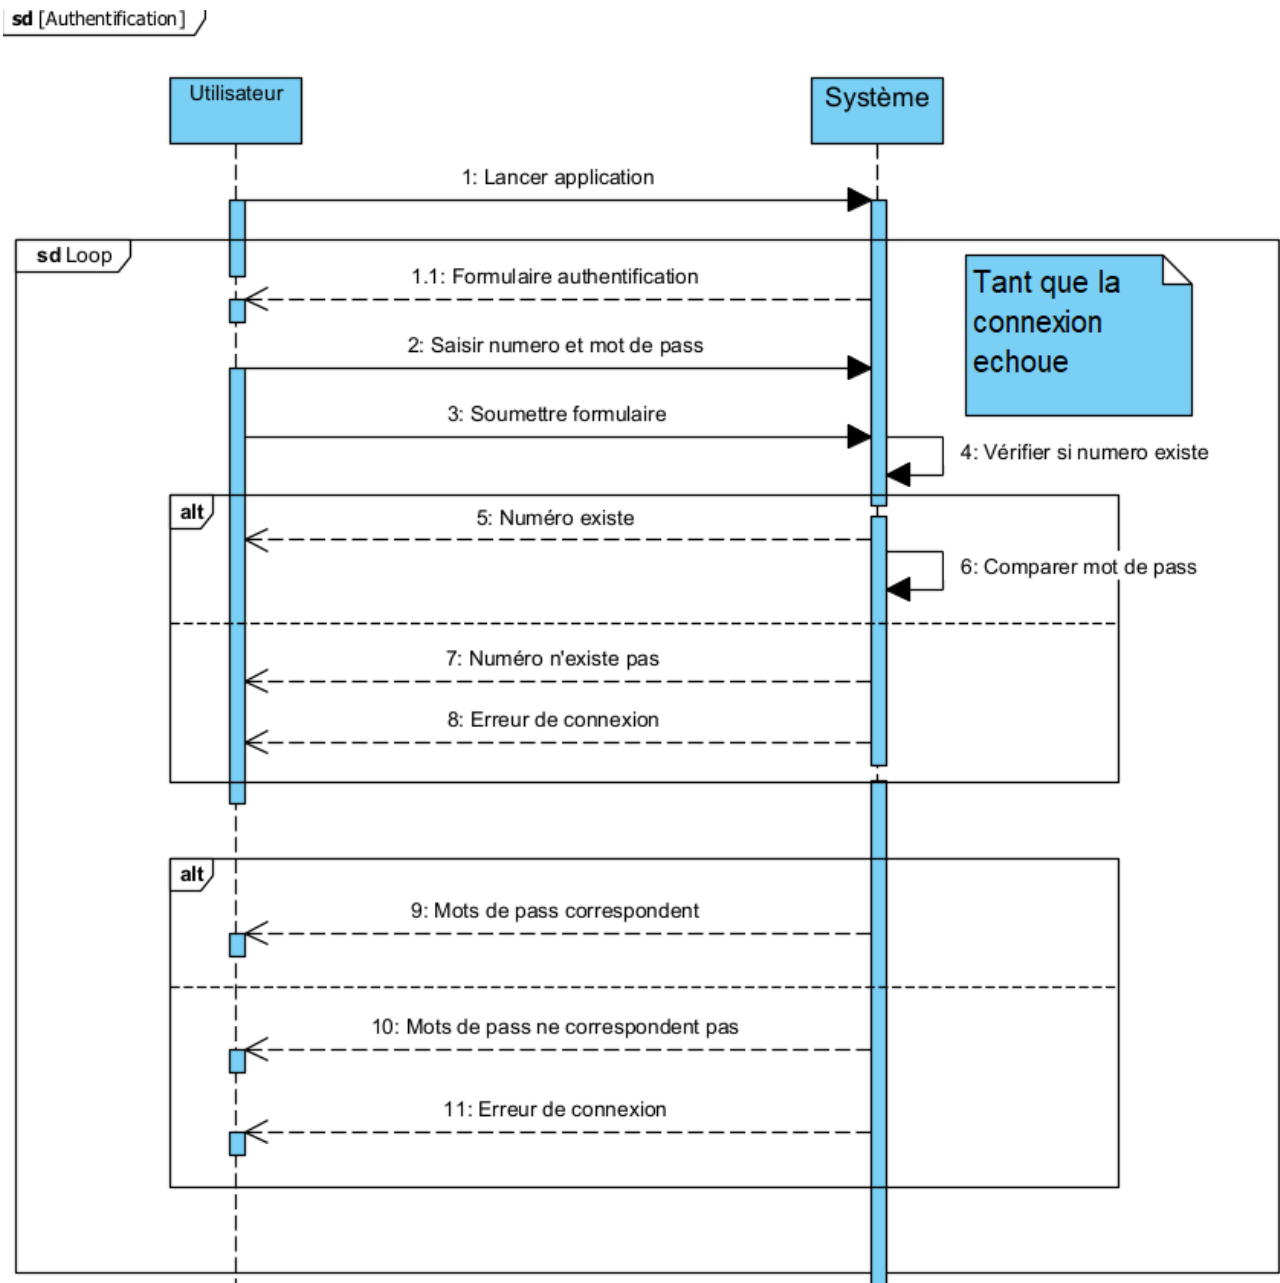 sd [Authentification]
Utilisateur
Système
1: Lancer application
sd Loop
1.1: Formulaire authentification
Tant que la
connexion
echoue
2: Saisir numero et mot de pass
3: Soumettre formulaire
4: Vérifier si numero existe
alt
5: Numéro existe
6: Comparer mot de pass
7: Numéro n'existe pas
8: Erreur de connexion
alt
9: Mots de pass correspondent
10: Mots de pass ne correspondent pas
11: Erreur de connexion